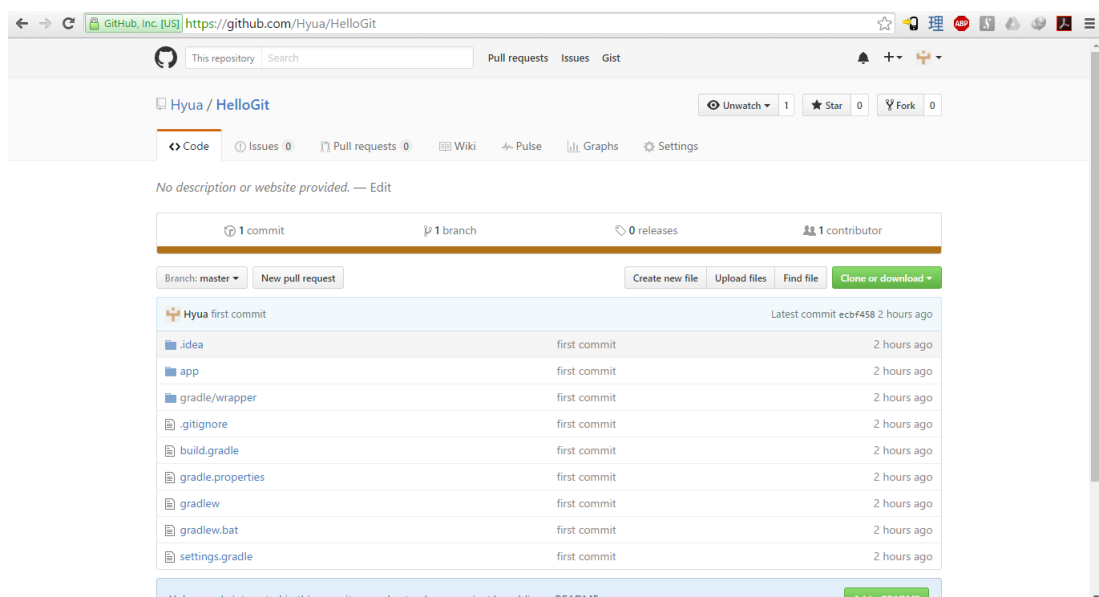 GitHub, Inc. [US] https://github.com/Hyua/HelloGit 理 ABP S
This repository Search Pull requests Issues Gist
Hyua / HelloGit Unwatch 1 Star 0 Fork 0
Code Issues 0 Pull requests 0 Wiki Pulse Graphs Settings
No description or website provided. — Edit
1 commit 1 branch 0 releases 1 contributor
Branch: master New pull request Create new file Upload files Find file Clone or download
Hyua first commit Latest commit ecbf458 2 hours ago
.idea first commit 2 hours ago
app first commit 2 hours ago
gradle/wrapper first commit 2 hours ago
.gitignore first commit 2 hours ago
build.gradle first commit 2 hours ago
gradle.properties first commit 2 hours ago
gradlew first commit 2 hours ago
gradlew.bat first commit 2 hours ago
settings.gradle first commit 2 hours ago